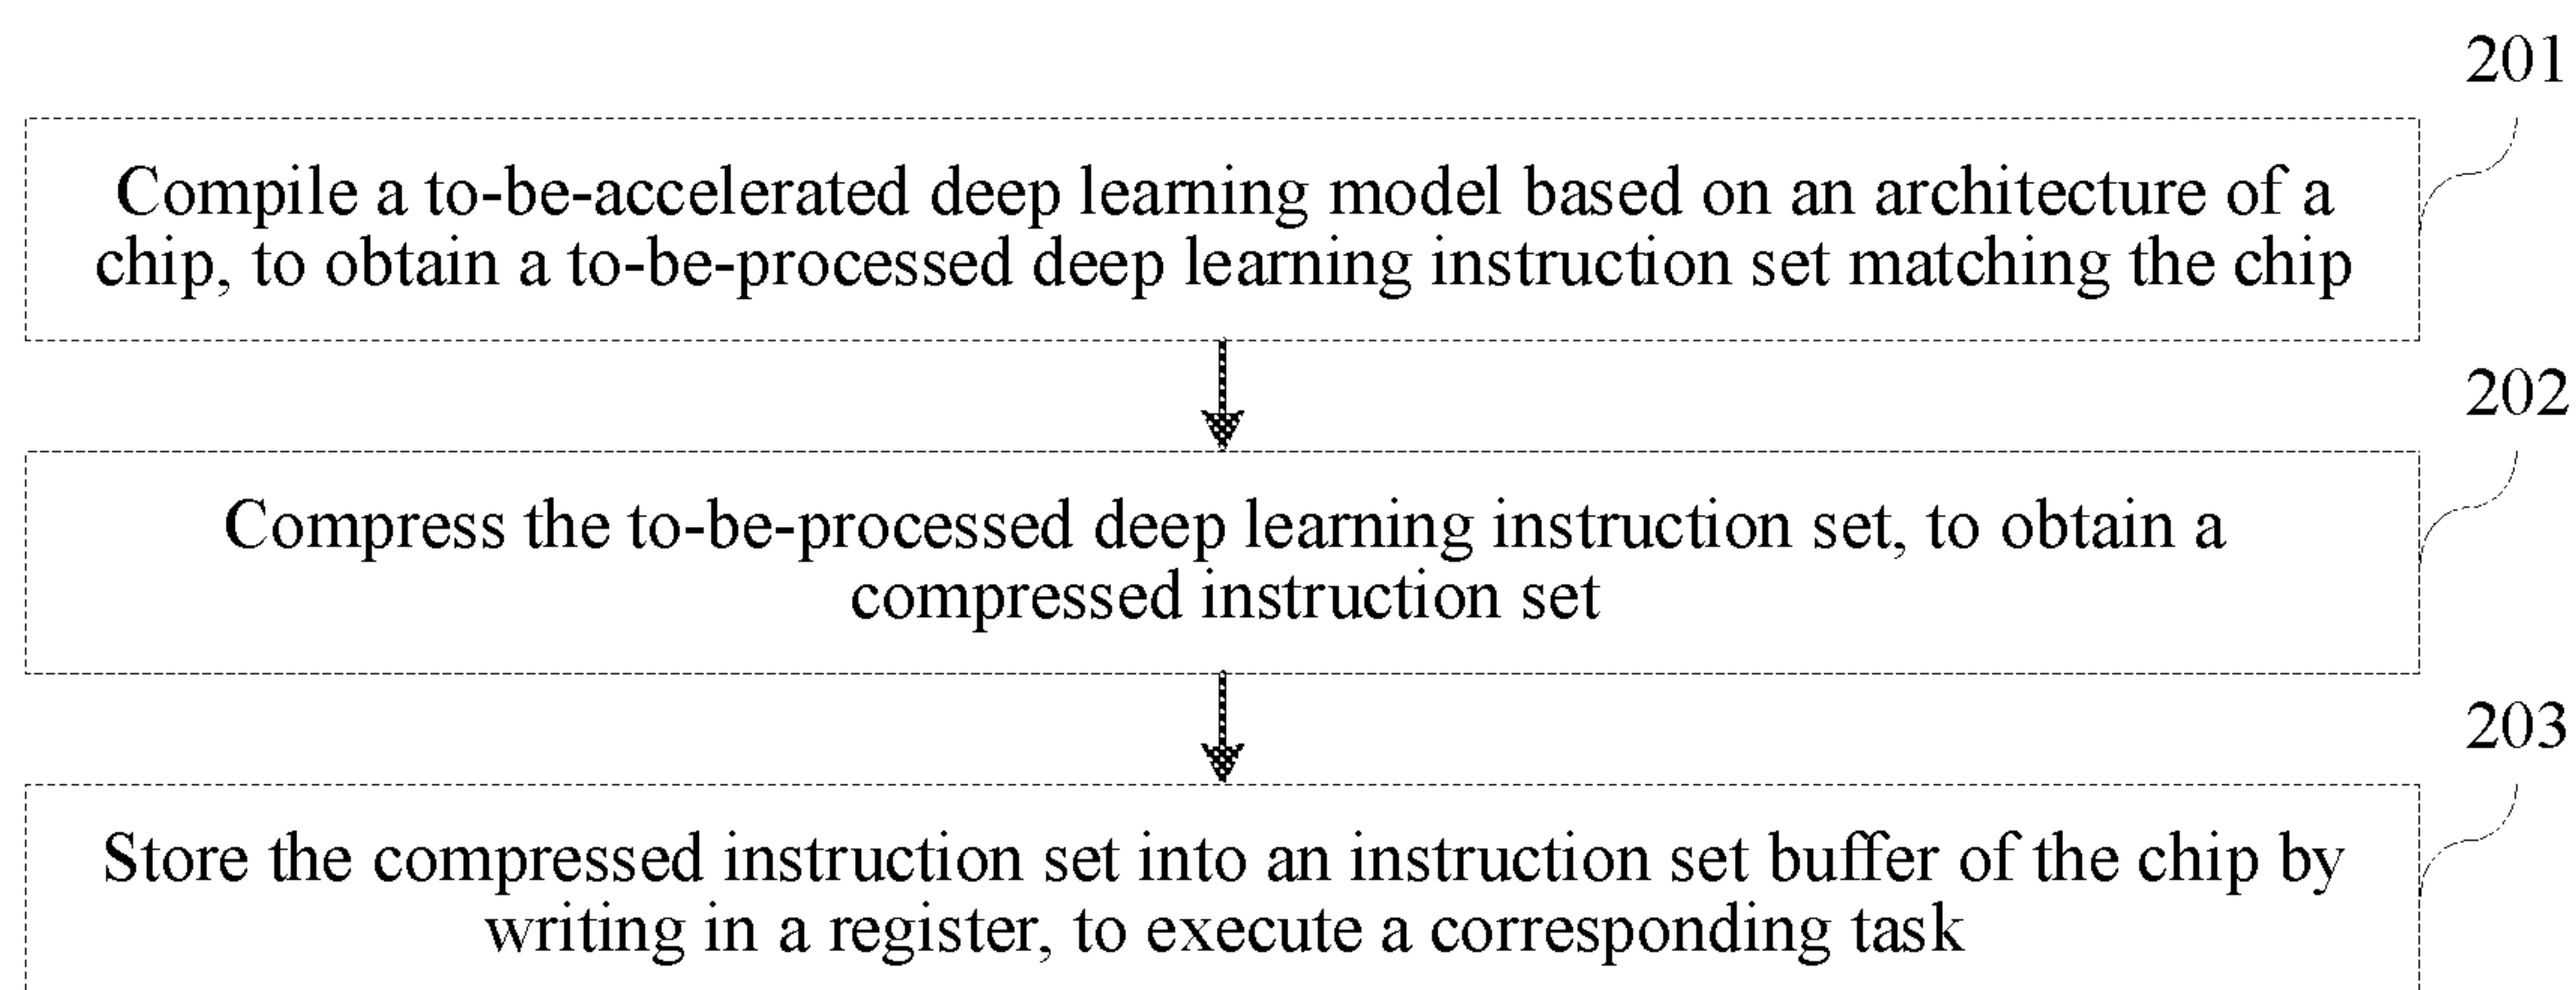 201
Compile a to-be-accelerated deep learning model based on an architecture of a
chip, to obtain a to-be-processed deep learning instruction set matching the chip
202
Compress the to-be-processed deep learning instruction set, to obtain a
compressed instruction set
203
Store the compressed instruction set into an instruction set buffer of the chip by
writing in a register, to execute a corresponding task